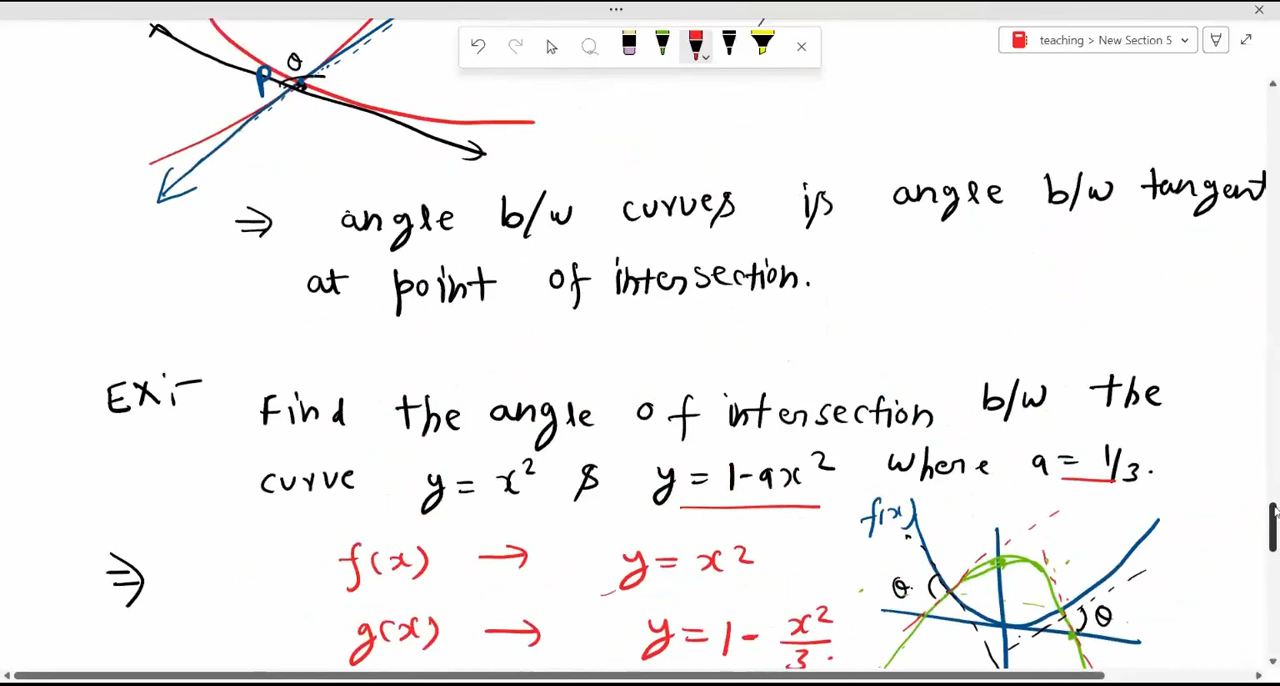 teaching > New Section 5
θ
P
⇒ angle b/w curves is angle b/w tangent
at point of intersection.
EX:- Find the angle of intersection b/w the
curve y = x² & y = 1-ax² where a = 1/3.
f(x)
⇒ f(x) → y = x²
θ
θ
g(x) → y = 1 - x²/3.